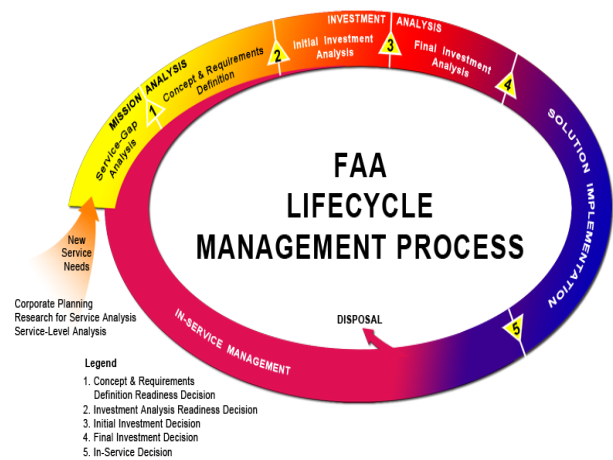 INVESTMENT ANALYSIS
MISSION ANALYSIS
Service-Gap
Analysis
1
Concept & Requirements
Definition
2
Initial Investment
Analysis
3
Final Investment
Analysis
4
SOLUTION IMPLEMENTATION
5
IN-SERVICE MANAGEMENT
DISPOSAL
FAA
LIFECYCLE
MANAGEMENT PROCESS
New
Service
Needs
Corporate Planning
Research for Service Analysis
Service-Level Analysis
Legend
1. Concept & Requirements
Definition Readiness Decision
2. Investment Analysis Readiness Decision
3. Initial Investment Decision
4. Final Investment Decision
5. In-Service Decision